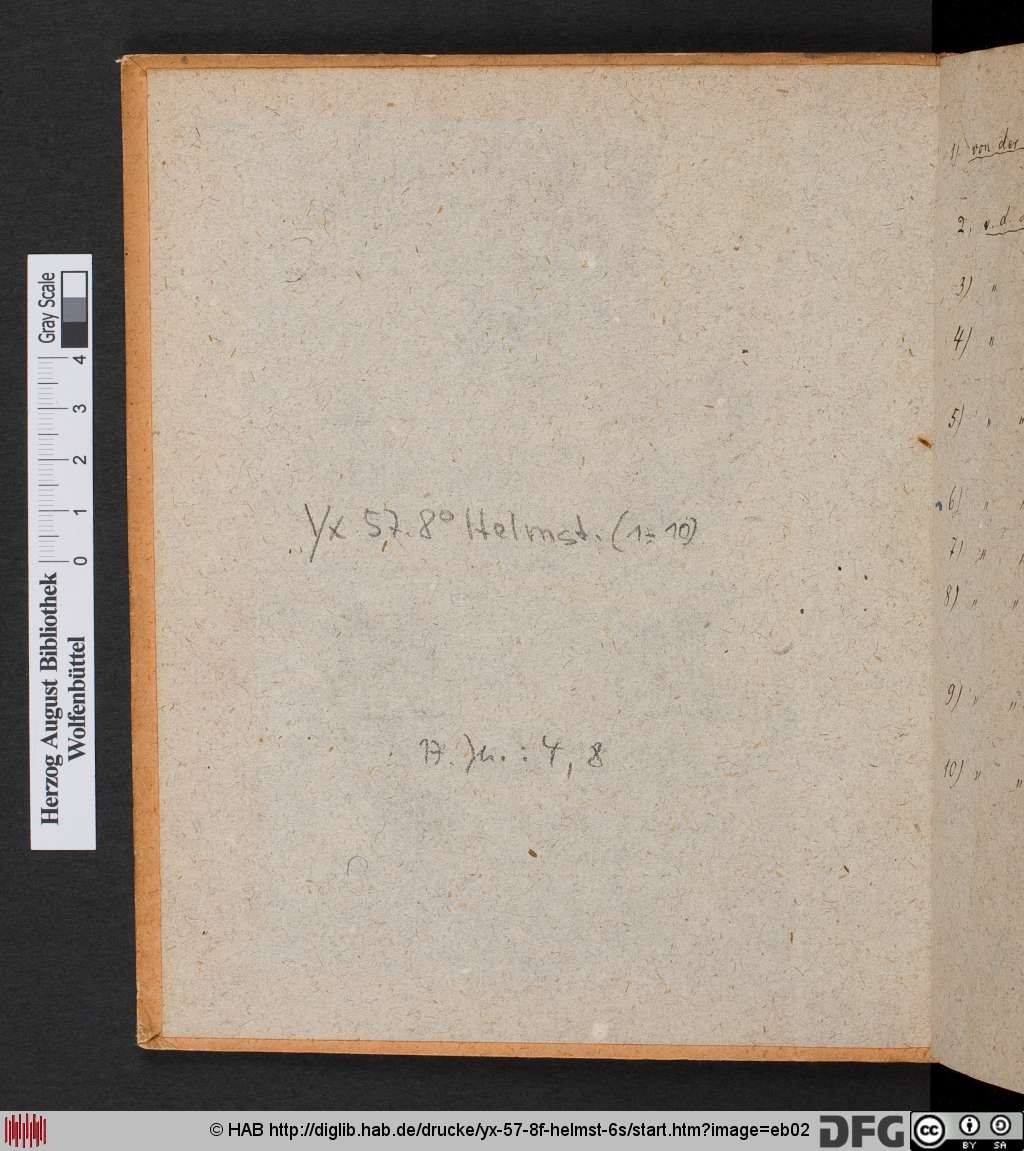 Yx 57.8º Helmst. (1-10)
17. Jh. : 4, 8
1) von der
2, v. d.
3) "
4) "
5) " "
6) " "
7) " "
8) " "
9) " "
10) " "
Herzog August Bibliothek
Wolfenbüttel
0 1 2 3 4
Gray Scale
© HAB http://diglib.hab.de/drucke/yx-57-8f-helmst-6s/start.htm?image=eb02
DFG
cc BY SA